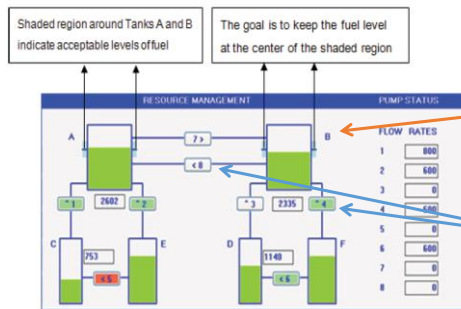 Shaded region around Tanks A and B
indicate acceptable levels of fuel
The goal is to keep the fuel level
at the center of the shaded region
RESOURCE MANAGEMENT
PUMP STATUS
A
7 >
B
< 8
FLOW RATES
1 800
2 600
3 0
4 600
5 0
6 600
7 0
8 0
^ 1
2602
^ 2
^ 3
2335
^ 4
C
E
D
F
753
1140
< 5
< 6